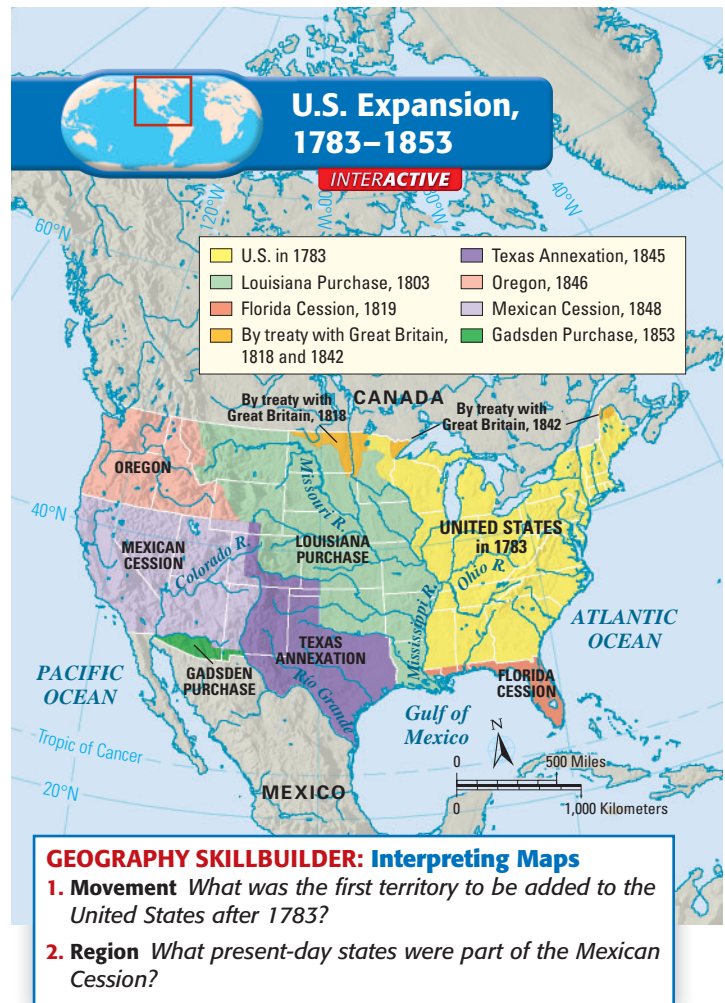 U.S. Expansion,
1783–1853
INTERACTIVE
60°N
120°W
80°W
40°W
U.S. in 1783
Louisiana Purchase, 1803
Florida Cession, 1819
By treaty with Great Britain,
1818 and 1842
Texas Annexation, 1845
Oregon, 1846
Mexican Cession, 1848
Gadsden Purchase, 1853
By treaty with
Great Britain, 1818
CANADA
By treaty with
Great Britain, 1842
OREGON
Missouri R.
40°N
MEXICAN
CESSION
Colorado R.
LOUISIANA
PURCHASE
UNITED STATES
in 1783
Ohio R.
Mississippi R.
ATLANTIC
OCEAN
TEXAS
ANNEXATION
GADSDEN
PURCHASE
Rio Grande
FLORIDA
CESSION
PACIFIC
OCEAN
Gulf of
Mexico
N
Tropic of Cancer
20°N
MEXICO
0 500 Miles
0 1,000 Kilometers
GEOGRAPHY SKILLBUILDER: Interpreting Maps
1. Movement What was the first territory to be added to the
United States after 1783?
2. Region What present-day states were part of the Mexican
Cession?